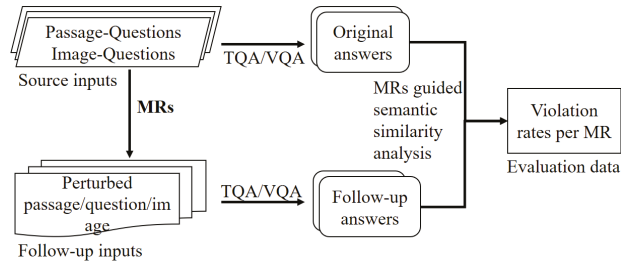 Passage-Questions
Image-Questions
Source inputs
TQA/VQA
Original
answers
MRs
MRs guided
semantic
similarity
analysis
Violation
rates per MR
Evaluation data
Perturbed
passage/question/im
age
Follow-up inputs
TQA/VQA
Follow-up
answers